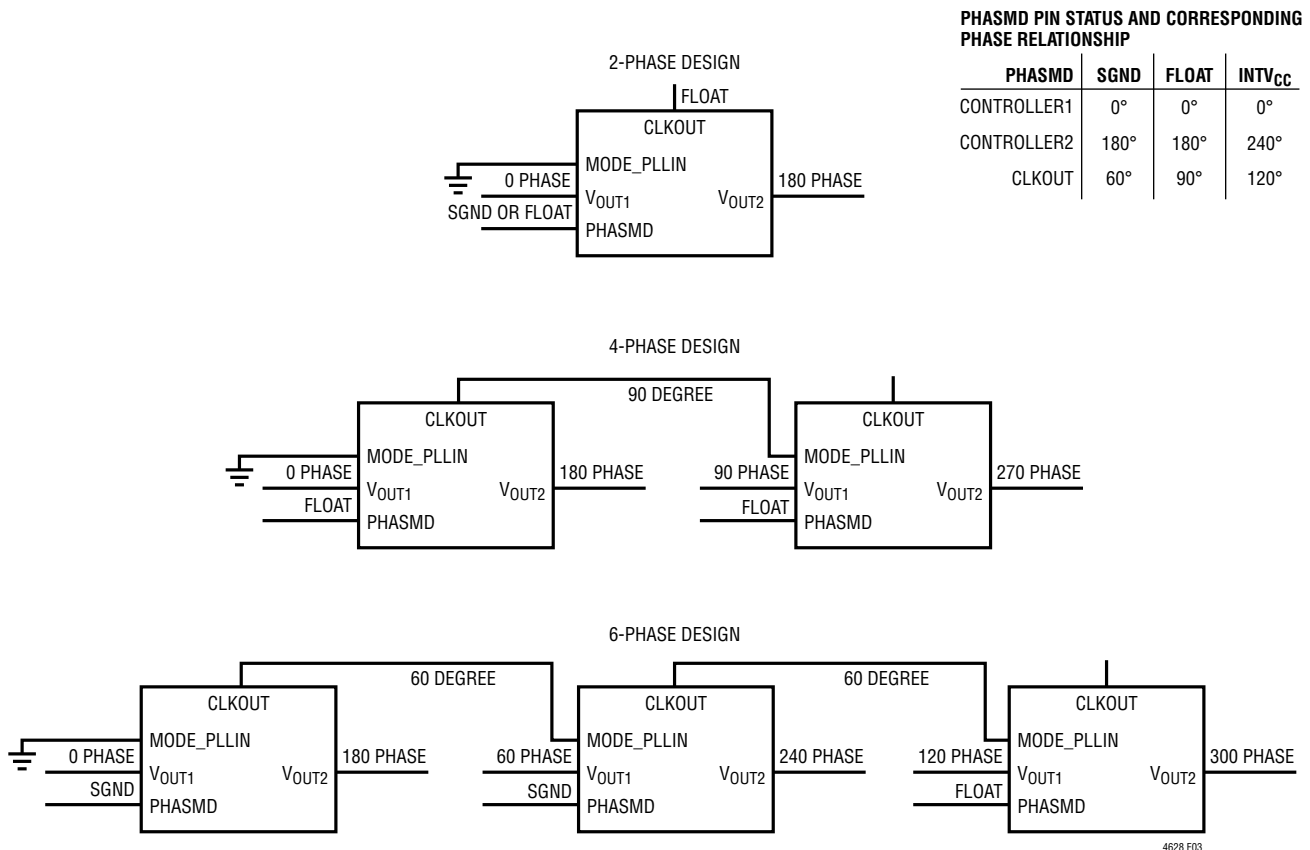 PHASMD PIN STATUS AND CORRESPONDING
PHASE RELATIONSHIP
PHASMD SGND FLOAT INTVCC
CONTROLLER1 0° 0° 0°
CONTROLLER2 180° 180° 240°
CLKOUT 60° 90° 120°
2-PHASE DESIGN
FLOAT
CLKOUT
MODE_PLLIN
0 PHASE
VOUT1 VOUT2
180 PHASE
SGND OR FLOAT
PHASMD
4-PHASE DESIGN
90 DEGREE
CLKOUT
MODE_PLLIN
0 PHASE
VOUT1 VOUT2
180 PHASE
FLOAT
PHASMD
CLKOUT
MODE_PLLIN
90 PHASE
VOUT1 VOUT2
270 PHASE
FLOAT
PHASMD
6-PHASE DESIGN
60 DEGREE
60 DEGREE
CLKOUT
MODE_PLLIN
0 PHASE
VOUT1 VOUT2
180 PHASE
SGND
PHASMD
CLKOUT
MODE_PLLIN
60 PHASE
VOUT1 VOUT2
240 PHASE
SGND
PHASMD
CLKOUT
MODE_PLLIN
120 PHASE
VOUT1 VOUT2
300 PHASE
FLOAT
PHASMD
4628 F03